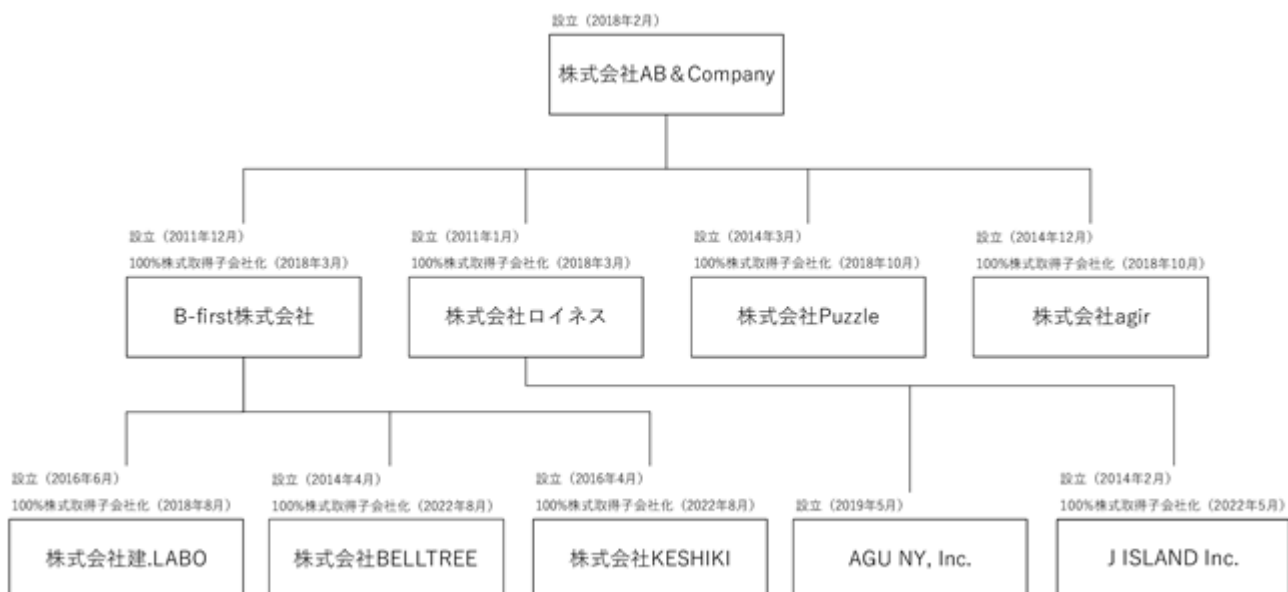 設立（2018年2月）
株式会社AB＆Company
設立（2011年12月）
100%株式取得子会社化（2018年3月）
B-first株式会社
設立（2011年1月）
100%株式取得子会社化（2018年3月）
株式会社ロイネス
設立（2014年3月）
100%株式取得子会社化（2018年10月）
株式会社Puzzle
設立（2014年12月）
100%株式取得子会社化（2018年10月）
株式会社agir
設立（2016年6月）
100%株式取得子会社化（2018年8月）
株式会社建.LABO
設立（2014年4月）
100%株式取得子会社化（2022年8月）
株式会社BELLTREE
設立（2016年4月）
100%株式取得子会社化（2022年8月）
株式会社KESHIKI
設立（2019年5月）
AGU NY, Inc.
設立（2014年2月）
100%株式取得子会社化（2022年5月）
J ISLAND Inc.